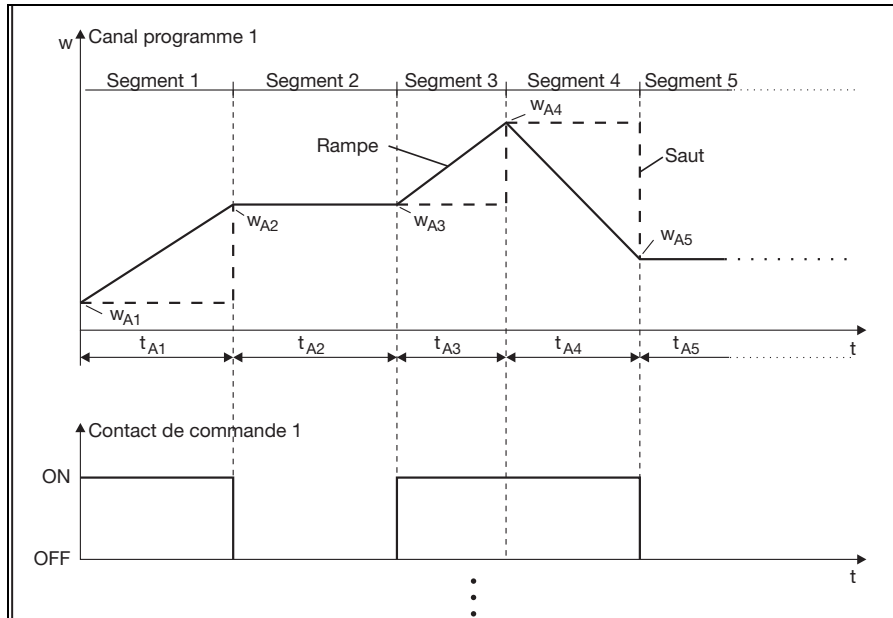 w Canal programme 1
Segment 1 Segment 2 Segment 3 Segment 4 Segment 5
wA4
Rampe
Saut
wA2 wA3
wA5
wA1
tA1 tA2 tA3 tA4 tA5 t
Contact de commande 1
ON
OFF
t